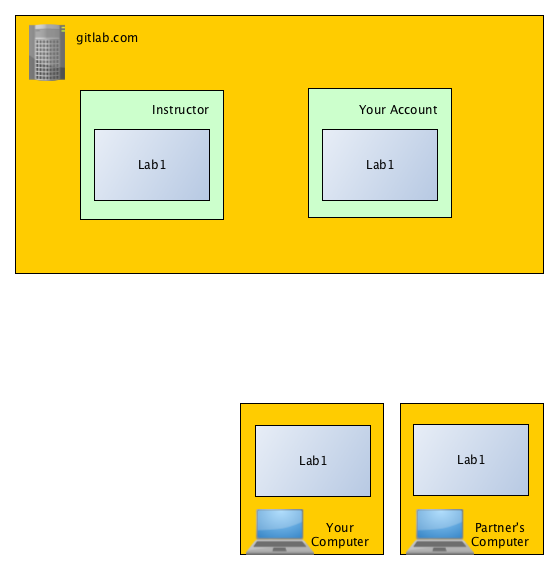 gitlab.com
Instructor
Lab1
Your Account
Lab1
Lab1
Your
Computer
Lab1
Partner's
Computer